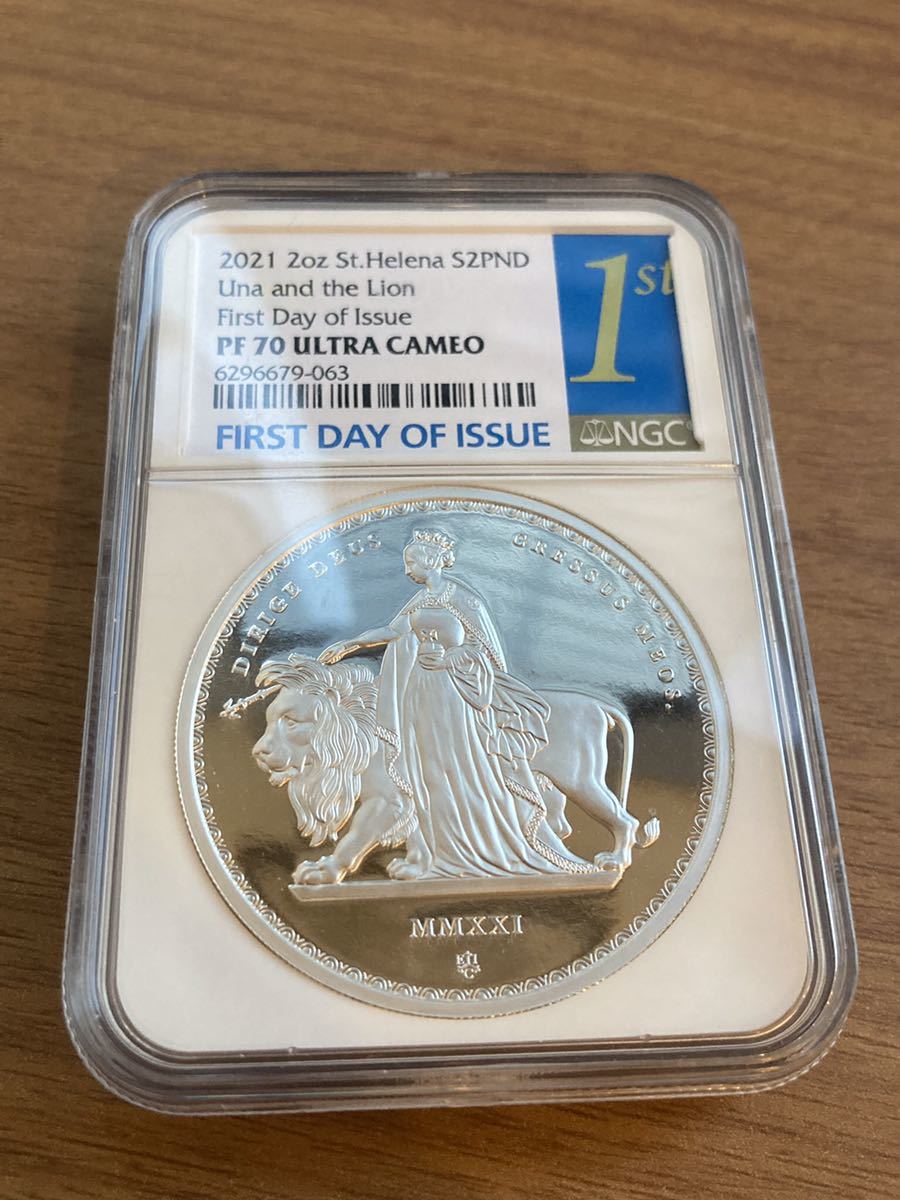 2021 2oz St.Helena S2PND
Una and the Lion
First Day of Issue
PF 70 ULTRA CAMEO
6296679-063
FIRST DAY OF ISSUE
1st
NGC
DIRIGE DEUS GRESSUS MEOS.
MMXXI